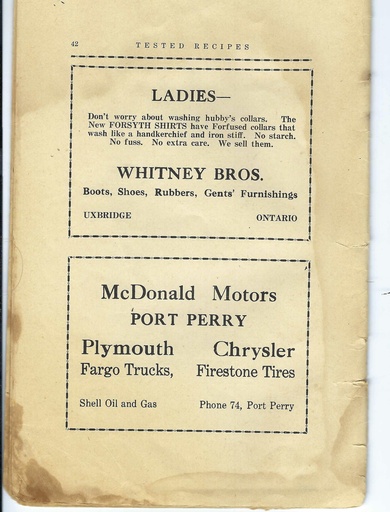 42 TESTED RECIPES
LADIES—
Don't worry about washing hubby's collars. The
New FORSYTH SHIRTS have Forfused collars that
wash like a handkerchief and iron stiff. No starch.
No fuss. No extra care. We sell them.
WHITNEY BROS.
Boots, Shoes, Rubbers, Gents' Furnishings
UXBRIDGE ONTARIO
McDonald Motors
PORT PERRY
Plymouth Chrysler
Fargo Trucks, Firestone Tires
Shell Oil and Gas Phone 74, Port Perry